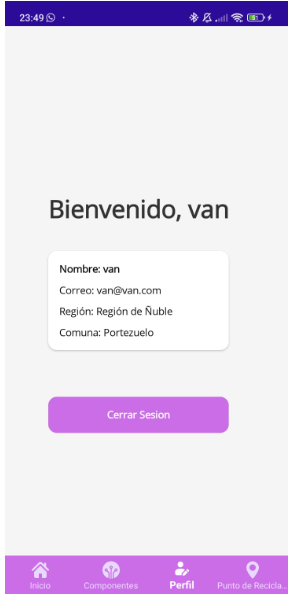 23:49
Bienvenido, van
Nombre: van
Correo: van@van.com
Región: Región de Ñuble
Comuna: Portezuelo
Cerrar Sesion
Inicio
Componentes
Perfil
Punto de Recicla...